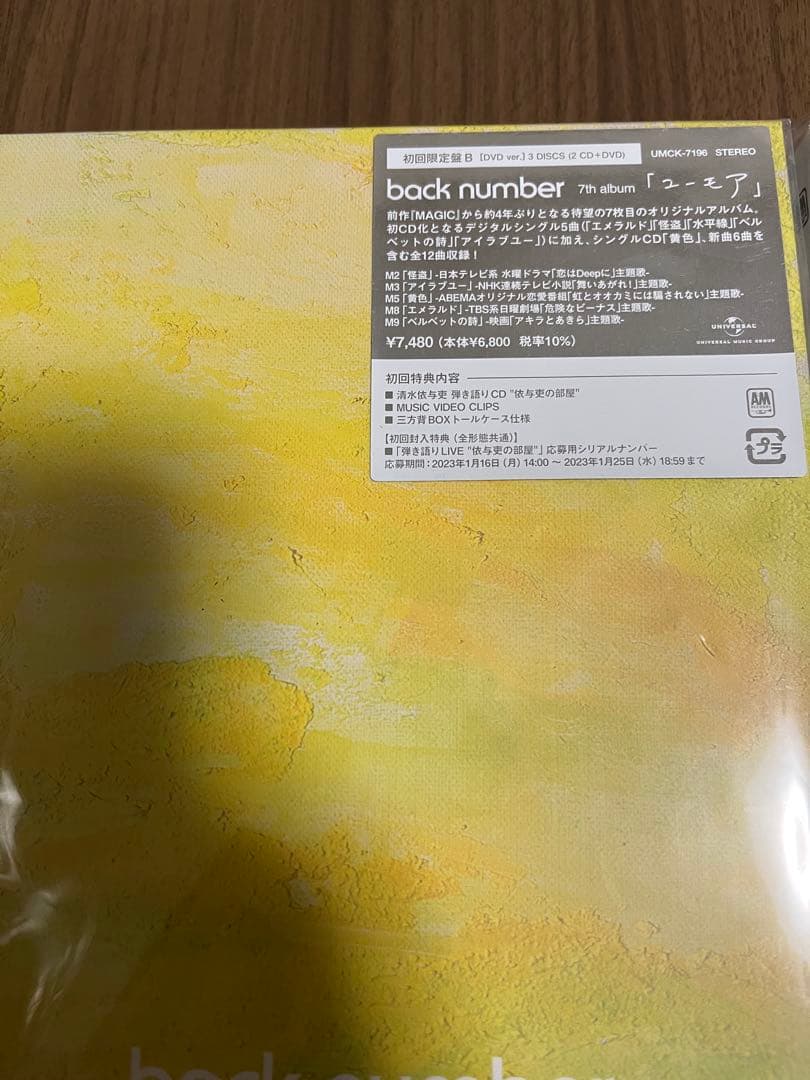 初回限定盤 B [DVD ver.] 3 DISCS (2 CD+DVD) UMCK-7196 STEREO
back number 7th album「ユーモア」
前作『MAGIC』から約4年ぶりとなる待望の7枚目のオリジナルアルバム。
初CD化となるデジタルシングル5曲(「エメラルド」「怪盗」「水平線」「ベル
ベットの詩」「アイラブユー」)に加え、シングルCD「黄色」、新曲6曲を
含む全12曲収録!
M2「怪盗」-日本テレビ系 水曜ドラマ「恋はDeepに」主題歌-
M3「アイラブユー」-NHK連続テレビ小説「舞いあがれ!」主題歌-
M5「黄色」-ABEMAオリジナル恋愛番組「虹とオオカミには騙されない」主題歌-
M8「エメラルド」-TBS系日曜劇場「危険なビーナス」主題歌-
M9「ベルベットの詩」-映画「アキラとあきら」主題歌-
¥7,480(本体¥6,800 税率10%)
UNIVERSAL
UNIVERSAL MUSIC GROUP
初回特典内容
■ 清水依与吏 弾き語りCD "依与吏の部屋"
■ MUSIC VIDEO CLIPS
■ 三方背BOXトールケース仕様
AM
RECORDS
【初回封入特典(全形態共通)】
■「弾き語りLIVE "依与吏の部屋"」応募用シリアルナンバー
応募期間:2023年1月16日(月)14:00 ~ 2023年1月25日(水)18:59まで
プラ
back number